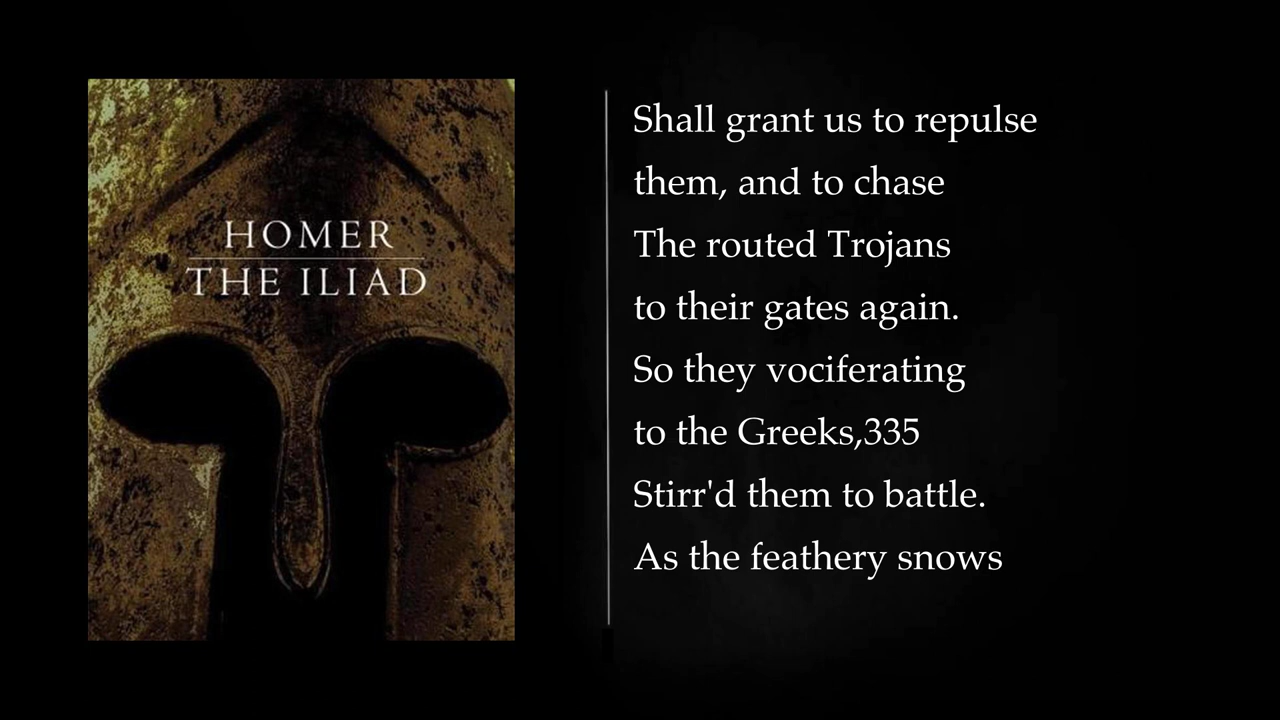 HOMER
THE ILIAD
Shall grant us to repulse
them, and to chase
The routed Trojans
to their gates again.
So they vociferating
to the Greeks,335
Stirr'd them to battle.
As the feathery snows